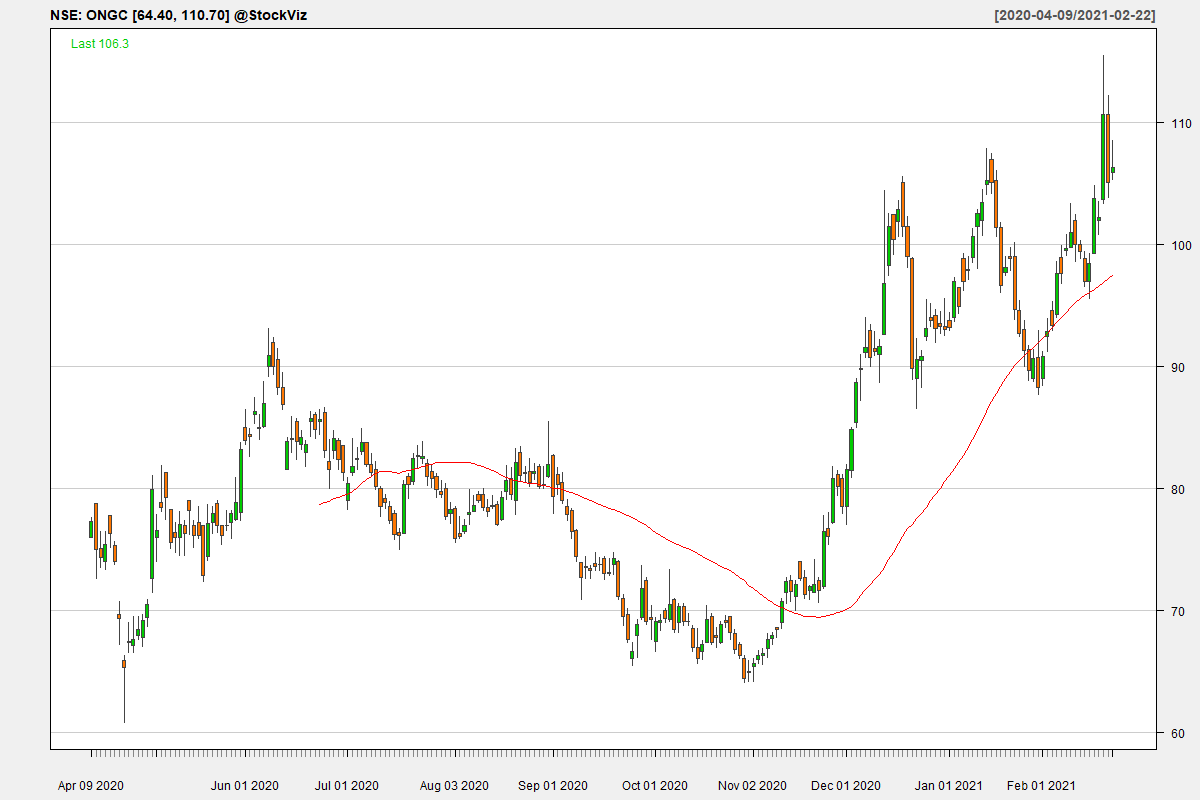 NSE: ONGC [64.40, 110.70] @StockViz [2020-04-09/2021-02-22]
Last 106.3
110
100
90
80
70
60
Apr 09 2020 Jun 01 2020 Jul 01 2020 Aug 03 2020 Sep 01 2020 Oct 01 2020 Nov 02 2020 Dec 01 2020 Jan 01 2021 Feb 01 2021